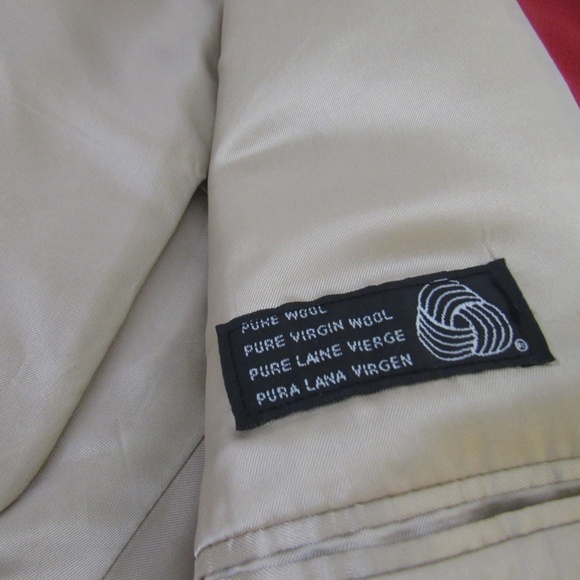 PURE WOOL
PURE VIRGIN WOOL
PURE LAINE VIERGE
PURA LANA VIRGEN
®